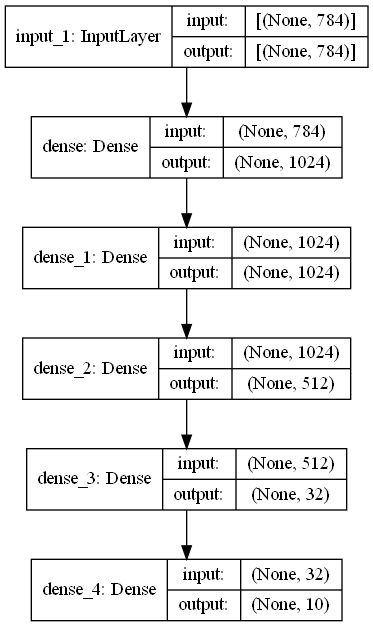 input_1: InputLayer
input:
[(None, 784)]
output:
[(None, 784)]
dense: Dense
input:
(None, 784)
output:
(None, 1024)
dense_1: Dense
input:
(None, 1024)
output:
(None, 1024)
dense_2: Dense
input:
(None, 1024)
output:
(None, 512)
dense_3: Dense
input:
(None, 512)
output:
(None, 32)
dense_4: Dense
input:
(None, 32)
output:
(None, 10)